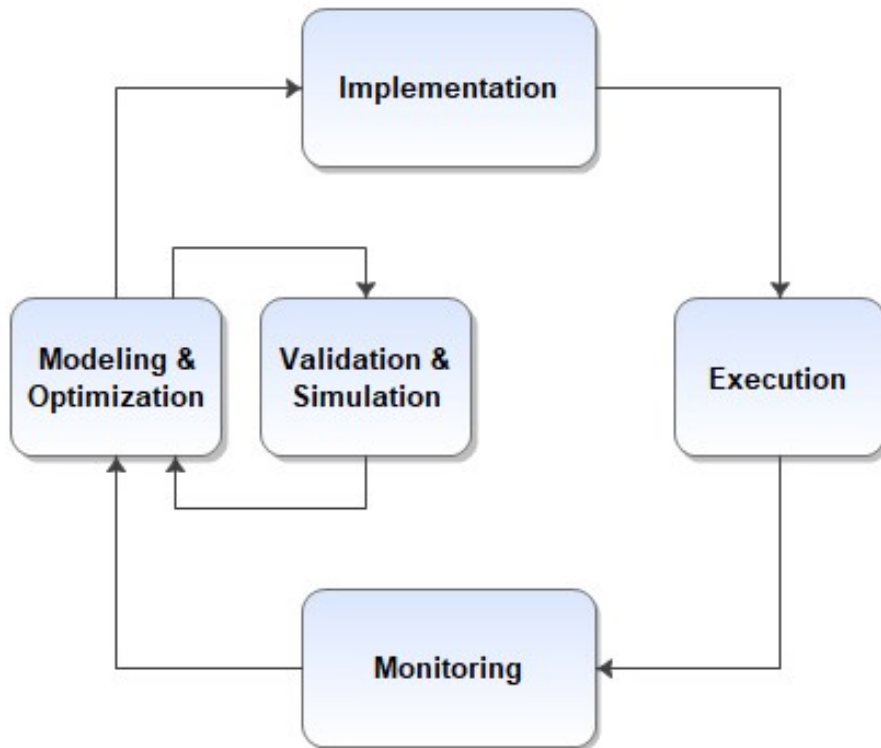 Implementation
Modeling &
Optimization
Validation &
Simulation
Execution
Monitoring